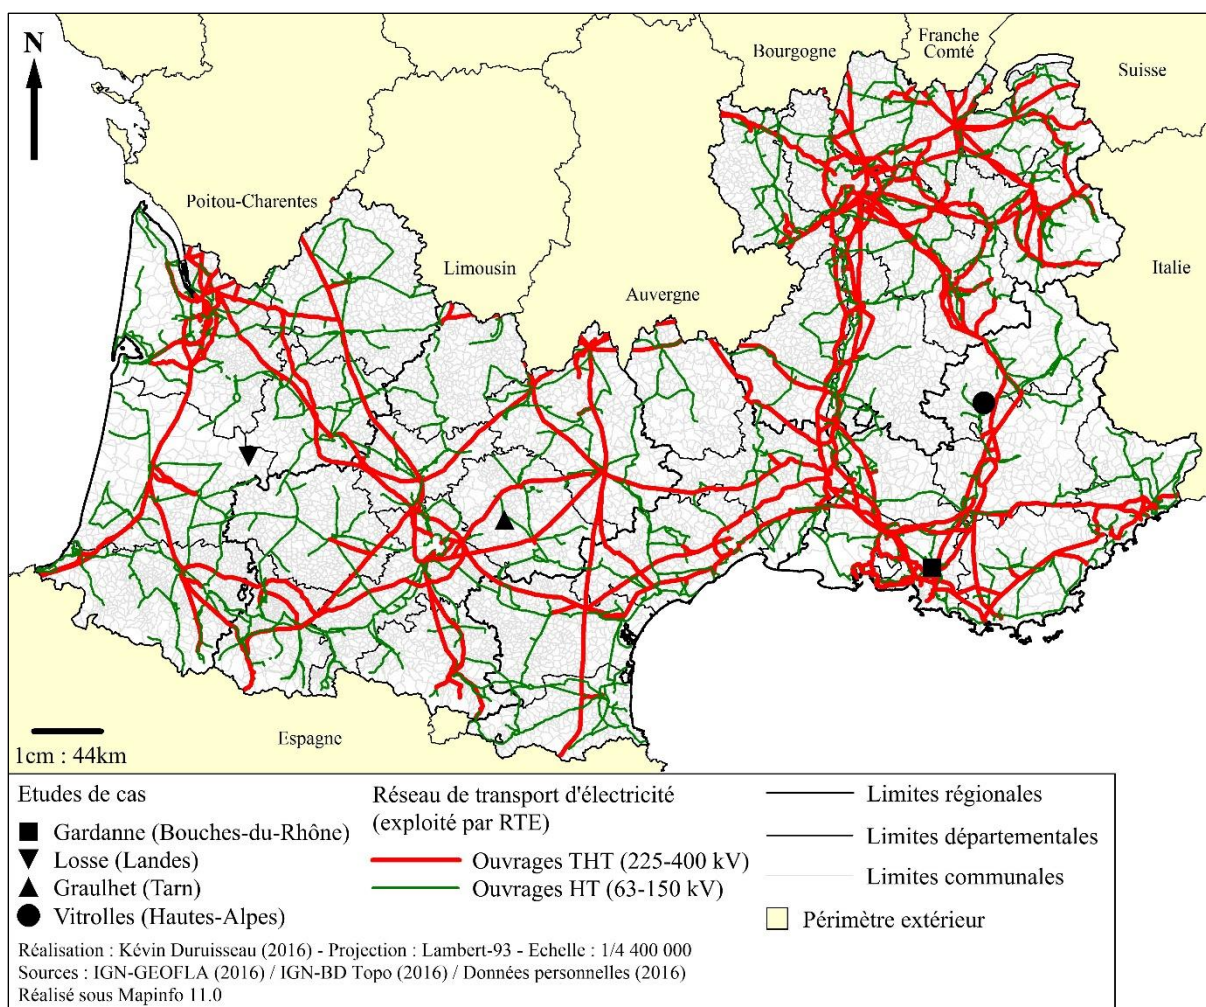 N
Bourgogne
Franche
Comté
Suisse
Poitou-Charentes
Limousin
Auvergne
Italie
Espagne
1cm : 44km
Etudes de cas
Gardanne (Bouches-du-Rhône)
Losse (Landes)
Graulhet (Tarn)
Vitrolles (Hautes-Alpes)
Réseau de transport d'électricité
(exploité par RTE)
Ouvrages THT (225-400 kV)
Ouvrages HT (63-150 kV)
Limites régionales
Limites départementales
Limites communales
Périmètre extérieur
Réalisation : Kévin Duruisseau (2016) - Projection : Lambert-93 - Echelle : 1/4 400 000
Sources : IGN-GEOFLA (2016) / IGN-BD Topo (2016) / Données personnelles (2016)
Réalisé sous Mapinfo 11.0